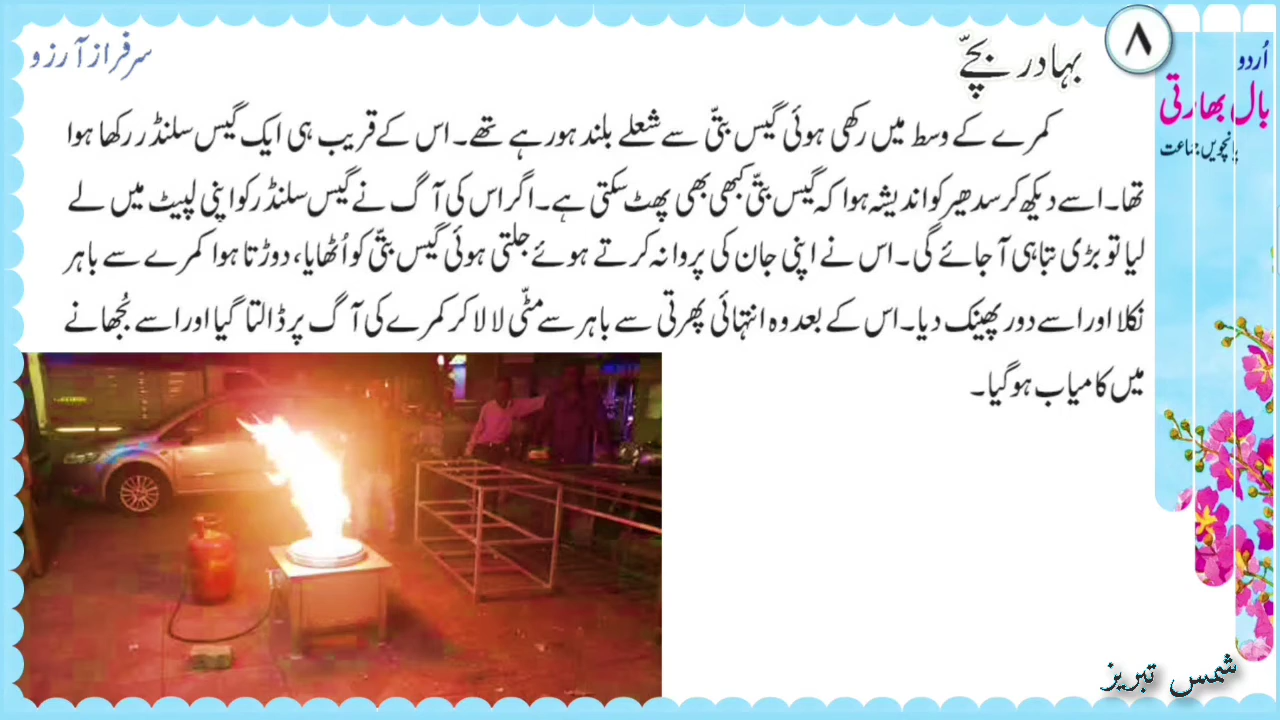 ۸
بہادر بچّے
سرفراز آرزو
اُردو
بال بھارتی
پانچویں جماعت
کمرے کے وسط میں رکھی ہوئی گیس بتّی سے شعلے بلند ہو رہے تھے۔ اس کے قریب ہی ایک گیس سلنڈر رکھا ہوا
تھا۔ اسے دیکھ کر سدھیر کو اندیشہ ہوا کہ گیس بتّی کبھی بھی پھٹ سکتی ہے۔ اگر اس کی آگ نے گیس سلنڈر کو اپنی لپیٹ میں لے
لیا تو بڑی تباہی آ جائے گی۔ اس نے اپنی جان کی پروا نہ کرتے ہوئے جلتی ہوئی گیس بتّی کو اُٹھایا، دوڑتا ہوا کمرے سے باہر
نکلا اور اسے دور پھینک دیا۔ اس کے بعد وہ انتہائی پھرتی سے باہر سے مٹّی لا لا کر کمرے کی آگ پر ڈالتا گیا اور اسے بُجھانے
میں کامیاب ہو گیا۔
شمس تبریز